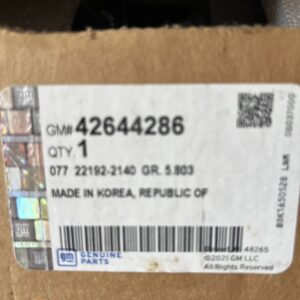 GM# 42644286
QTY. 1
077 22192-2140 GR. 5.803
MADE IN KOREA, REPUBLIC OF
gm GENUINE PARTS
48265
©2021 GM LLC
All Rights Reserved